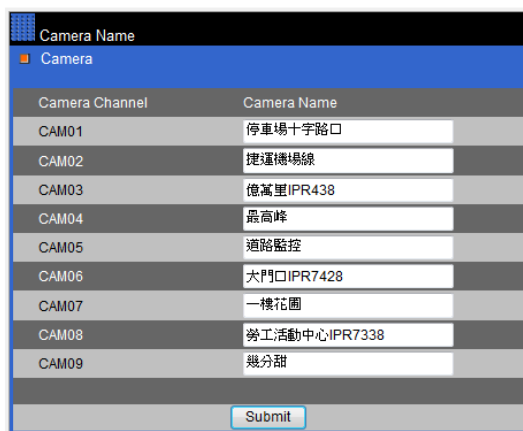 Camera Name
Camera
Camera Channel Camera Name
CAM01 停車場十字路口
CAM02 捷運機場線
CAM03 億萬里IPR438
CAM04 最高峰
CAM05 道路監控
CAM06 大門口IPR7428
CAM07 一樓花圃
CAM08 勞工活動中心IPR7338
CAM09 幾分甜
Submit